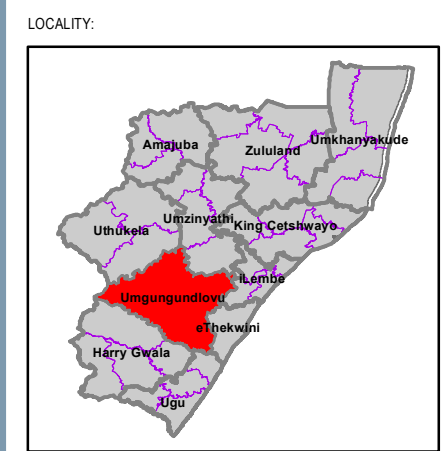 LOCALITY:
Amajuba
Zululand
Umkhanyakude
Umzinyathi
Uthukela
King Cetshwayo
iLembe
Umgungundlovu
eThekwini
Harry Gwala
Ugu